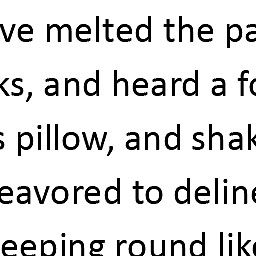 ve melted the pa
ks, and heard a fo
s pillow, and shak
eavored to deline
eeping round like